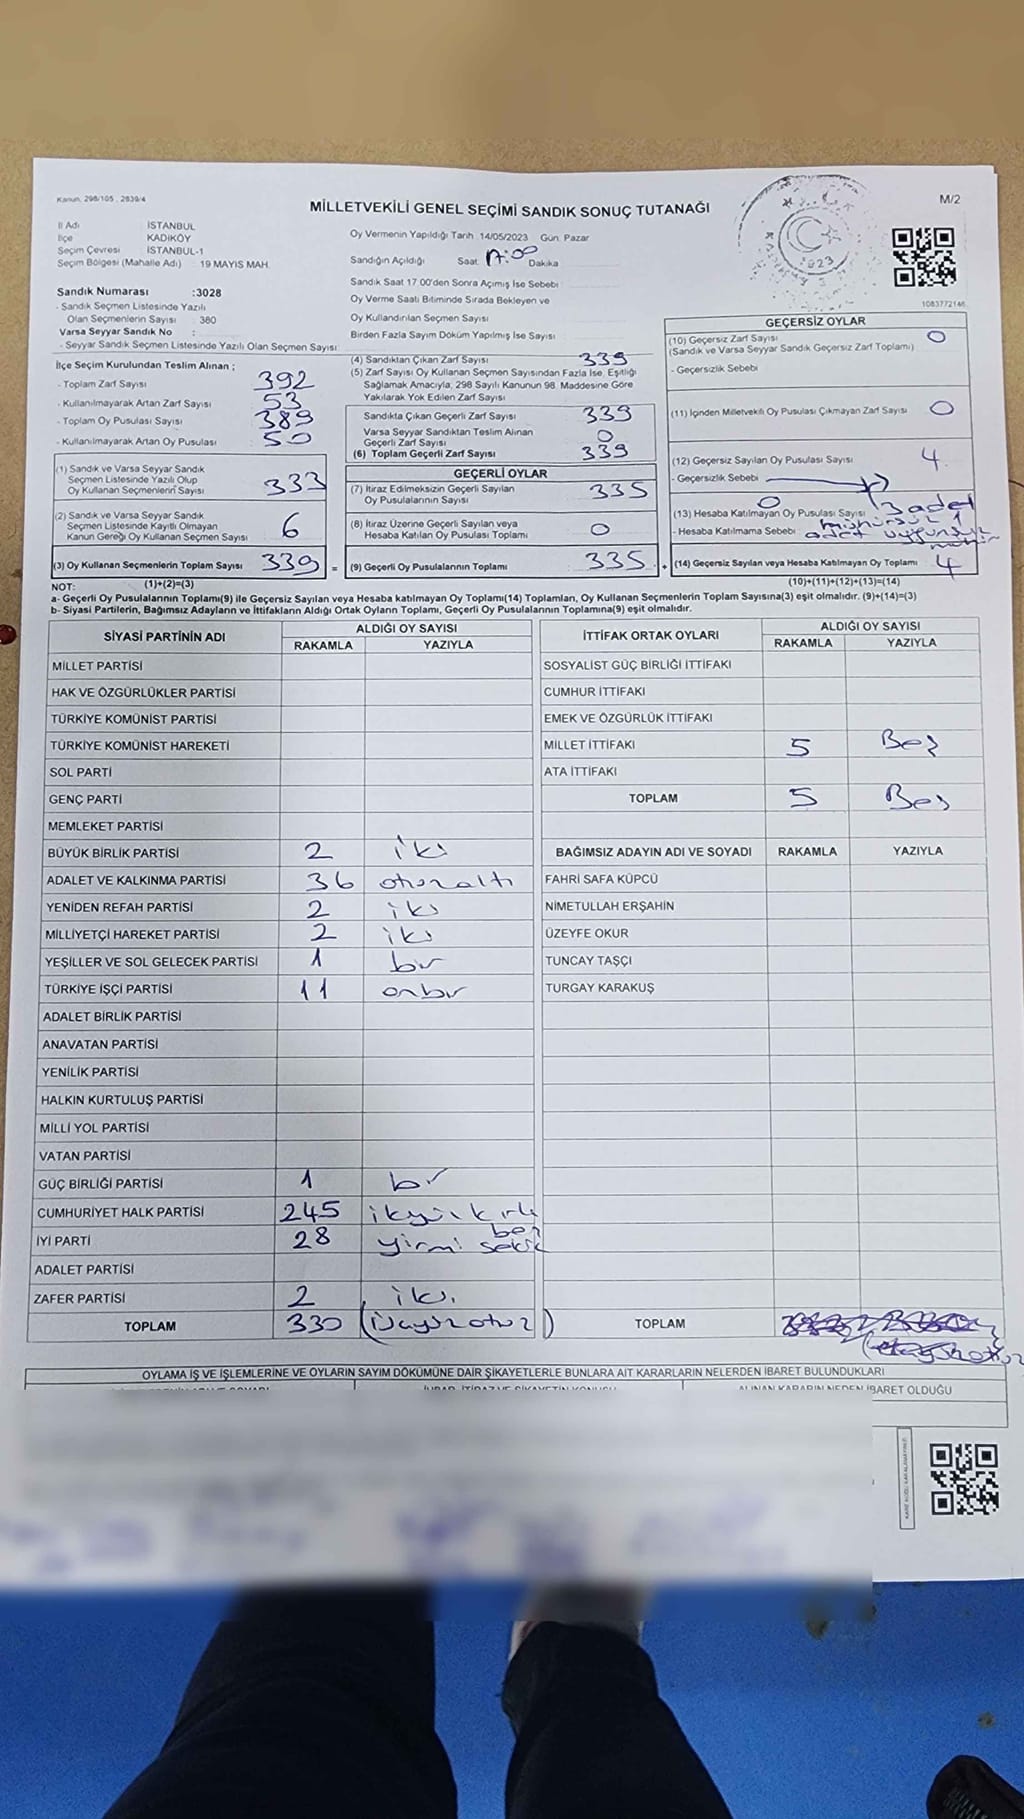 Kanun, 298/105 , 2839/4
MİLLETVEKİLİ GENEL SEÇİMİ SANDIK SONUÇ TUTANAĞI
M/2
İl Adı İSTANBUL
İlçe KADIKÖY
Seçim Çevresi İSTANBUL-1
Seçim Bölgesi (Mahalle Adı) : 19 MAYIS MAH.
Oy Vermenin Yapıldığı Tarih 14/05/2023 Gün: Pazar
Sandığın Açıldığı Saat 17:00 Dakika
1923
Sandık Saat 17.00'den Sonra Açımış İse Sebebi
Oy Verme Saati Bitiminde Sırada Bekleyen ve
Oy Kullandırılan Seçmen Sayısı
Birden Fazla Sayım Döküm Yapılmış İse Sayısı
1083772146
Sandık Numarası :3028
- Sandık Seçmen Listesinde Yazılı
Olan Seçmenlerin Sayısı : 380
Varsa Seyyar Sandık No :
- Seyyar Sandık Seçmen Listesinde Yazılı Olan Seçmen Sayısı
İlçe Seçim Kurulundan Teslim Alınan ;
- Toplam Zarf Sayısı 392
- Kullanılmayarak Artan Zarf Sayısı 53
- Toplam Oy Pusulası Sayısı 389
- Kullanılmayarak Artan Oy Pusulası 50
(1) Sandık ve Varsa Seyyar Sandık
Seçmen Listesinde Yazılı Olup
Oy Kullanan Seçmenlerin Sayısı 333
(2) Sandık ve Varsa Seyyar Sandık
Seçmen Listesinde Kayıtlı Olmayan
Kanun Gereği Oy Kullanan Seçmen Sayısı 6
(3) Oy Kullanan Seçmenlerin Toplam Sayısı 339 =
(4) Sandıktan Çıkan Zarf Sayısı 339
(5) Zarf Sayısı Oy Kullanan Seçmen Sayısından Fazla İse, Eşitliği
Sağlamak Amacıyla, 298 Sayılı Kanunun 98. Maddesine Göre
Yakılarak Yok Edilen Zarf Sayısı
Sandıkta Çıkan Geçerli Zarf Sayısı 339
Varsa Seyyar Sandıktan Teslim Alınan
Geçerli Zarf Sayısı 0
(6) Toplam Geçerli Zarf Sayısı 339
GEÇERLİ OYLAR
(7) İtiraz Edilmeksizin Geçerli Sayılan
Oy Pusulalarının Sayısı 335
(8) İtiraz Üzerine Geçerli Sayılan veya
Hesaba Katılan Oy Pusulası Toplamı 0
(9) Geçerli Oy Pusulalarının Toplamı 335 +
GEÇERSİZ OYLAR
(10) Geçersiz Zarf Sayısı 0
(Sandık ve Varsa Seyyar Sandık Geçersiz Zarf Toplamı)
- Geçersizlik Sebebi
(11) İçinden Milletvekili Oy Pusulası Çıkmayan Zarf Sayısı 0
(12) Geçersiz Sayılan Oy Pusulası Sayısı 4
- Geçersizlik Sebebi
(13) Hesaba Katılmayan Oy Pusulası Sayısı 0 3 adet
- Hesaba Katılmama Sebebi mühürsüz 1
adet uygunsuz
mühür
(14) Geçersiz Sayılan veya Hesaba Katılmayan Oy Toplamı 4
NOT: (1)+(2)=(3) (10)+(11)+(12)+(13)=(14)
a- Geçerli Oy Pusulalarının Toplamı(9) ile Geçersiz Sayılan veya Hesaba katılmayan Oy Toplamı(14) Toplamları, Oy Kullanan Seçmenlerin Toplam Sayısına(3) eşit olmalıdır. (9)+(14)=(3)
b- Siyasi Partilerin, Bağımsız Adayların ve İttifakların Aldığı Ortak Oyların Toplamı, Geçerli Oy Pusulalarının Toplamına(9) eşit olmalıdır.
SİYASİ PARTİNİN ADI ALDIĞI OY SAYISI
RAKAMLA YAZIYLA
MİLLET PARTİSİ
HAK VE ÖZGÜRLÜKLER PARTİSİ
TÜRKİYE KOMÜNİST PARTİSİ
TÜRKİYE KOMÜNİST HAREKETİ
SOL PARTİ
GENÇ PARTİ
MEMLEKET PARTİSİ
BÜYÜK BİRLİK PARTİSİ 2 iki
ADALET VE KALKINMA PARTİSİ 36 otuzaltı
YENİDEN REFAH PARTİSİ 2 iki
MİLLİYETÇİ HAREKET PARTİSİ 2 iki
YEŞİLLER VE SOL GELECEK PARTİSİ 1 bir
TÜRKİYE İŞÇİ PARTİSİ 11 onbir
ADALET BİRLİK PARTİSİ
ANAVATAN PARTİSİ
YENİLİK PARTİSİ
HALKIN KURTULUŞ PARTİSİ
MİLLİ YOL PARTİSİ
VATAN PARTİSİ
GÜÇ BİRLİĞİ PARTİSİ 1 bir
CUMHURİYET HALK PARTİSİ 245 ikiyüzkırk
beş
İYİ PARTİ 28 yirmi sekiz
ADALET PARTİSİ
ZAFER PARTİSİ 2 iki.
TOPLAM 330 (üçyüzotuz)
İTTİFAK ORTAK OYLARI ALDIĞI OY SAYISI
RAKAMLA YAZIYLA
SOSYALİST GÜÇ BİRLİĞİ İTTİFAKI
CUMHUR İTTİFAKI
EMEK VE ÖZGÜRLÜK İTTİFAKI
MİLLET İTTİFAKI 5 Beş
ATA İTTİFAKI
TOPLAM 5 Beş
BAĞIMSIZ ADAYIN ADI VE SOYADI RAKAMLA YAZIYLA
FAHRİ SAFA KÜPCÜ
NİMETULLAH ERŞAHİN
ÜZEYFE OKUR
TUNCAY TAŞÇI
TURGAY KARAKUŞ
TOPLAM
OYLAMA İŞ VE İŞLEMLERİNE VE OYLARIN SAYIM DÖKÜMÜNE DAİR ŞİKAYETLERLE BUNLARA AİT KARARLARIN NELERDEN İBARET BULUNDUKLARI
ALINAN KARARIN NEDEN İBARET OLDUĞU